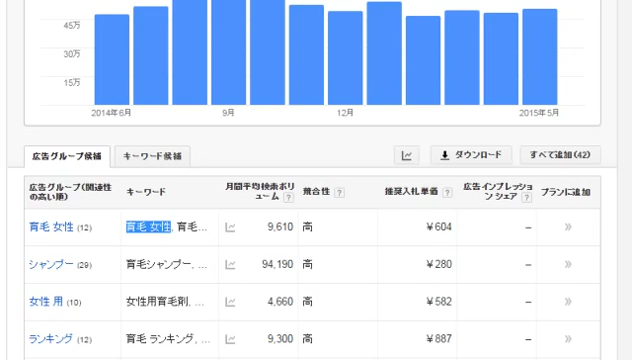 45万
30万
15万
2014年6月 9月 12月 2015年5月
広告グループ候補 キーワード候補 ダウンロード すべて追加(42)
広告グループ(関連性の高い順) キーワード 月間平均検索ボリューム ? 競合性 ? 推奨入札単価 ? 広告インプレッション シェア ? プランに追加
育毛 女性 (12) 育毛 女性, 育毛... 9,610 高 ¥604 – »
シャンプー (29) 育毛シャンプー, ... 94,190 高 ¥280 – »
女性 用 (10) 女性用育毛剤, ... 4,660 高 ¥582 – »
ランキング (12) 育毛 ランキング, ... 9,300 高 ¥887 – »